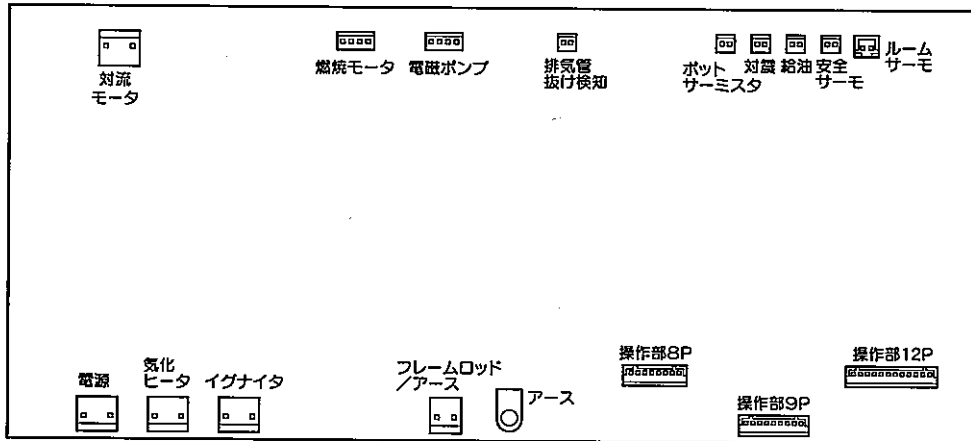 対流
モータ
燃焼モータ
電磁ポンプ
排気管
抜け検知
ポット
サーミスタ
対震
給油
安全
サーモ
ルーム
サーモ
電源
気化
ヒータ
イグナイタ
フレームロッド
/アース
アース
操作部8P
操作部9P
操作部12P